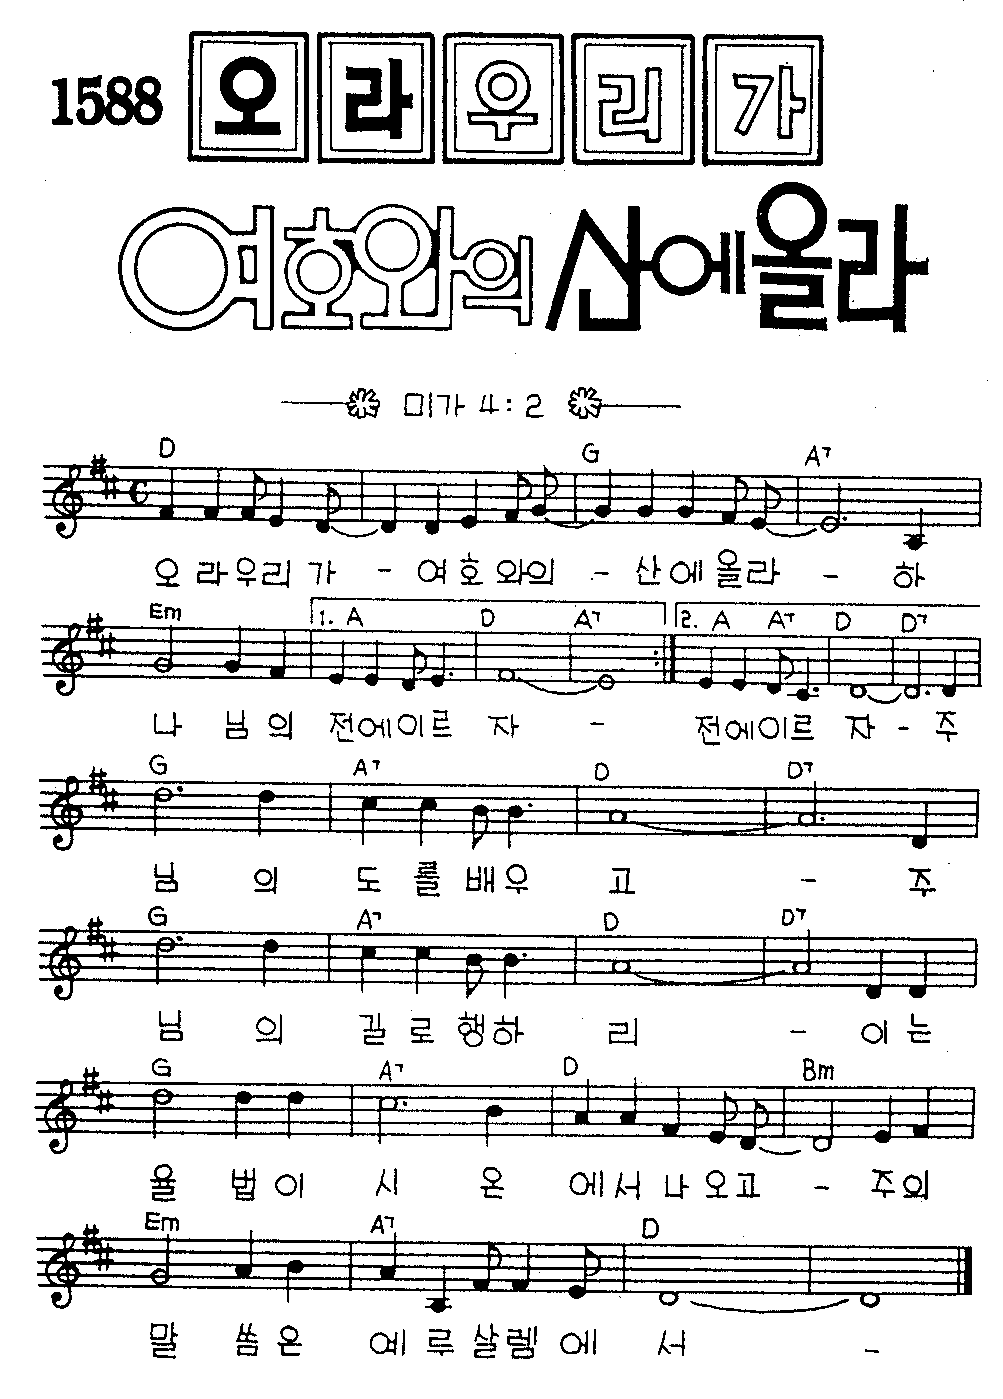 1588 오라우리가
여호와의 산에올라
미가 4:2
D G A7
오 라 우 리 가 - 여 호 와의 - 산에올라 - 하
Em 1. A D A7 2. A A7 D D7
나 님 의 전에이르 자 - 전에이르 자 - 주
G A7 D D7
님 의 도 를 배 우 고 - 주
G A7 D D7
님 의 길 로 행하 리 - 이 는
G A7 D Bm
율 법 이 시 온 에 서 나 오 고 - 주의
Em A7 D
말 씀 은 예 루 살렘 에 서 -